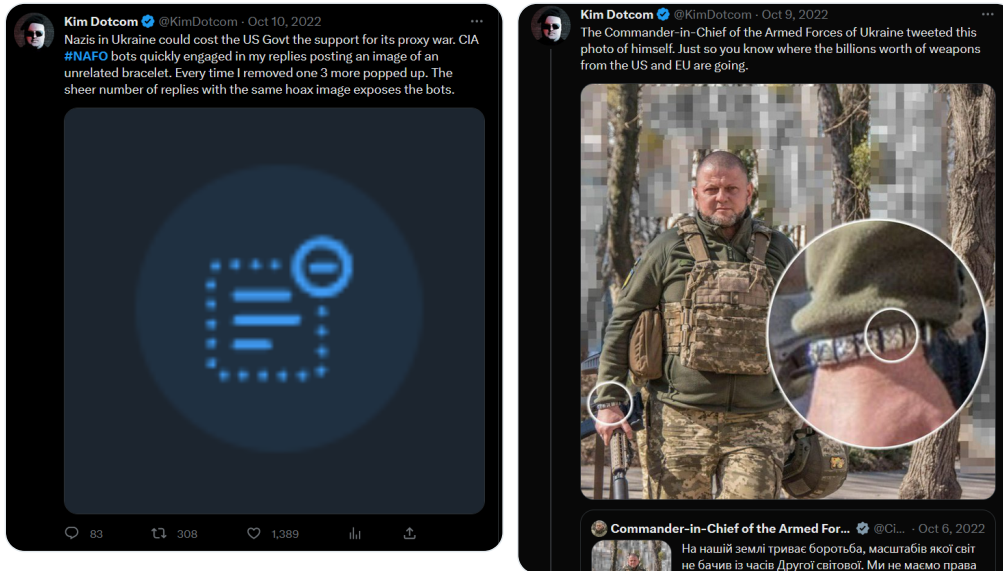 Kim Dotcom @KimDotcom · Oct 10, 2022
Nazis in Ukraine could cost the US Govt the support for its proxy war. CIA
#NAFO bots quickly engaged in my replies posting an image of an
unrelated bracelet. Every time I removed one 3 more popped up. The
sheer number of replies with the same hoax image exposes the bots.
83 308 1,389
Kim Dotcom @KimDotcom · Oct 9, 2022
The Commander-in-Chief of the Armed Forces of Ukraine tweeted this
photo of himself. Just so you know where the billions worth of weapons
from the US and EU are going.
Commander-in-Chief of the Armed For... @Ci... · Oct 6, 2022
На нашій землі триває боротьба, масштабів якої світ
не бачив із часів Другої світової. Ми не маємо права